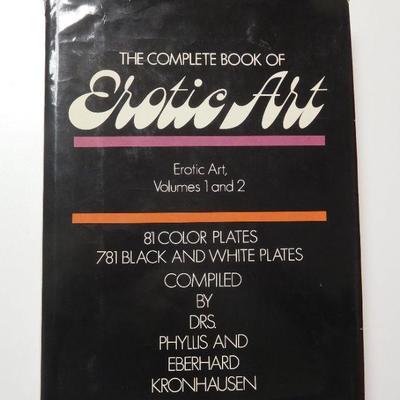 THE COMPLETE BOOK OF
Erotic Art
Erotic Art,
Volumes 1 and 2
81 COLOR PLATES
781 BLACK AND WHITE PLATES
COMPILED
BY
DRS.
PHYLLIS AND
EBERHARD
KRONHAUSEN